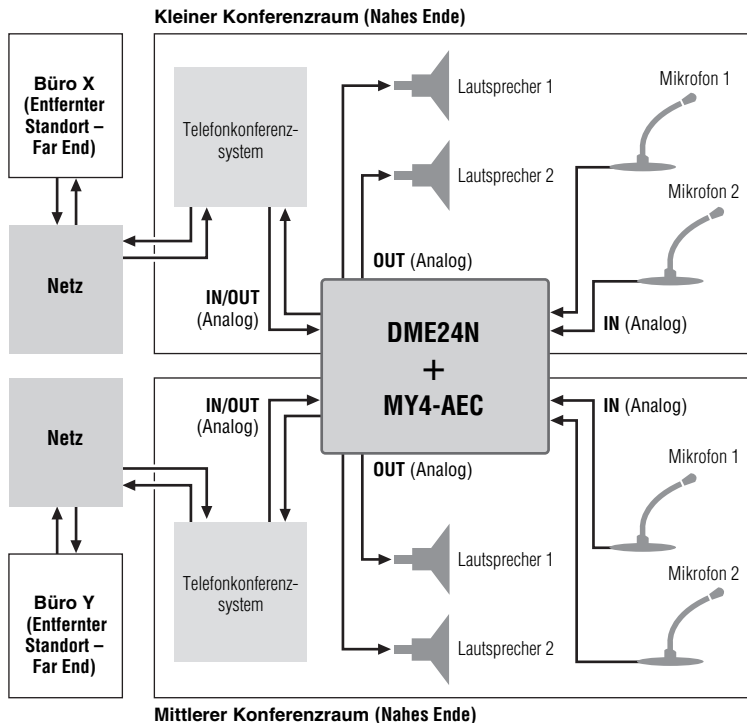 Kleiner Konferenzraum (Nahes Ende)
Büro X
(Entfernter
Standort –
Far End)
Netz
Telefonkonferenz-
system
Lautsprecher 1
Lautsprecher 2
Mikrofon 1
Mikrofon 2
OUT (Analog)
IN/OUT
(Analog)
IN (Analog)
DME24N
+
MY4-AEC
Netz
IN/OUT
(Analog)
IN (Analog)
OUT (Analog)
Mikrofon 1
Mikrofon 2
Telefonkonferenz-
system
Lautsprecher 1
Lautsprecher 2
Büro Y
(Entfernter
Standort –
Far End)
Mittlerer Konferenzraum (Nahes Ende)